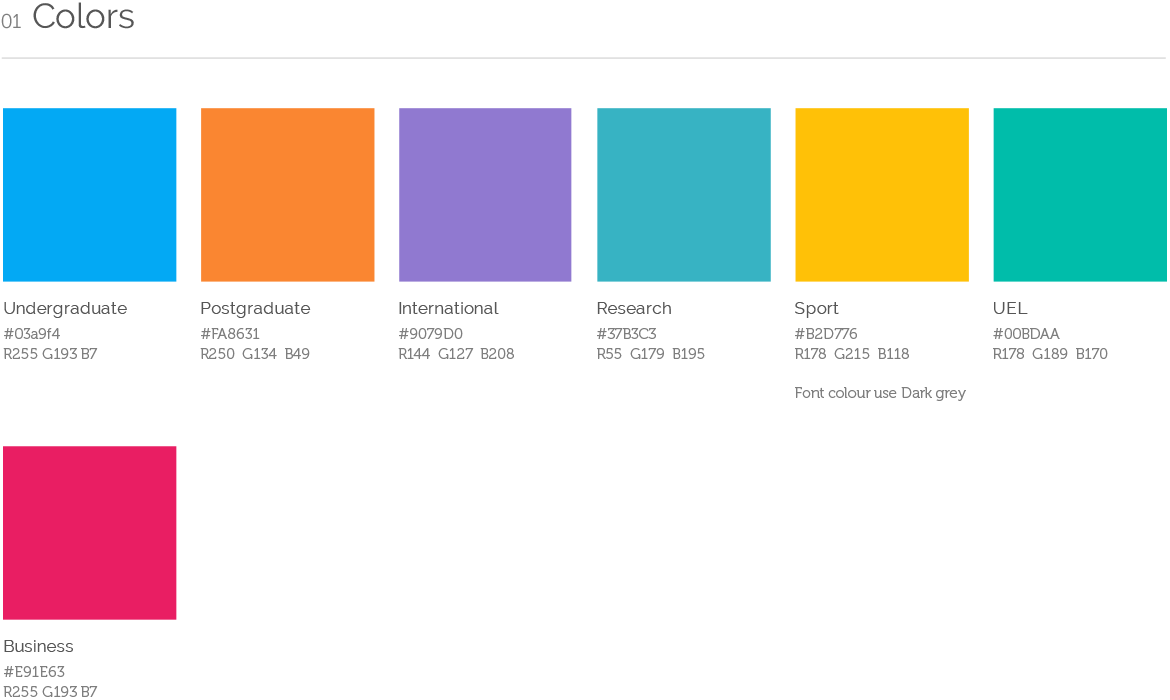 01 Colors
Undergraduate
#03a9f4
R255 G193 B7
Postgraduate
#FA8631
R250 G134 B49
International
#9079D0
R144 G127 B208
Research
#37B3C3
R55 G179 B195
Sport
#B2D776
R178 G215 B118
Font colour use Dark grey
UEL
#00BDAA
R178 G189 B170
Business
#E91E63
R255 G193 B7